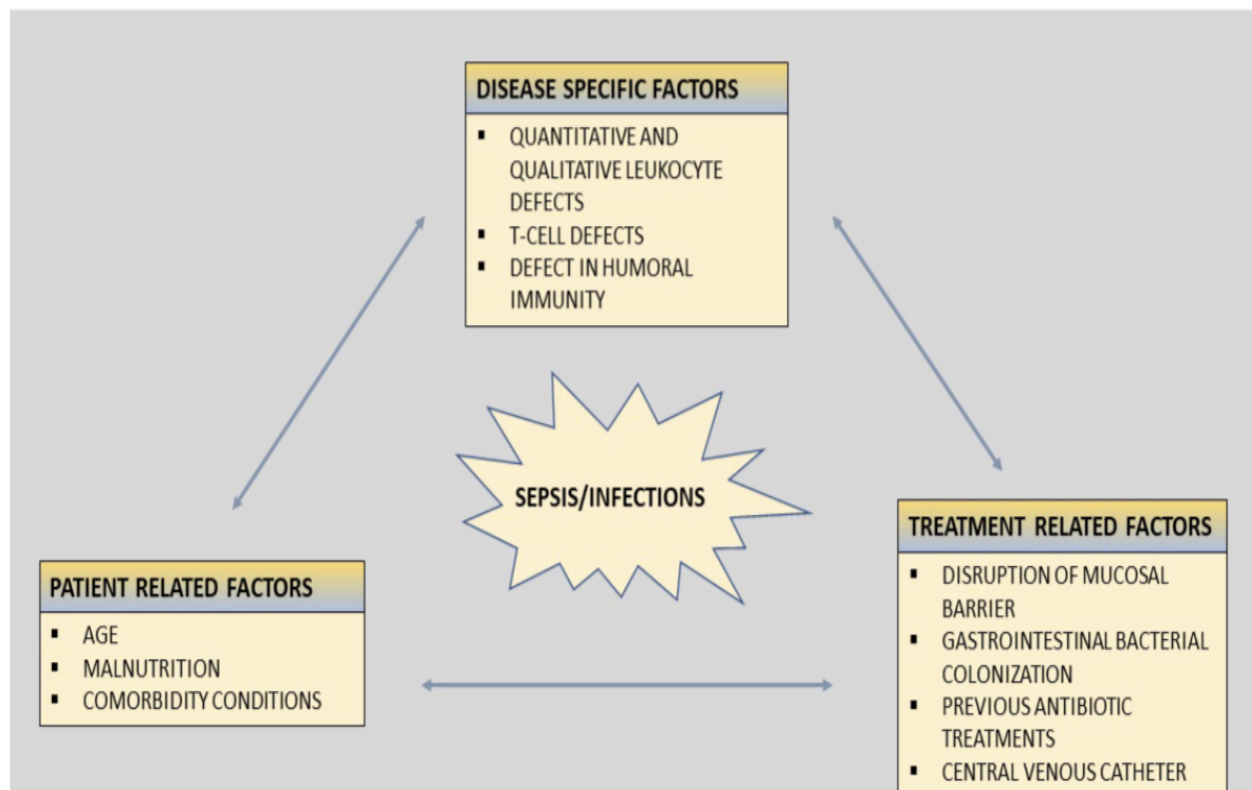 DISEASE SPECIFIC FACTORS
▪ QUANTITATIVE AND
QUALITATIVE LEUKOCYTE
DEFECTS
▪ T-CELL DEFECTS
▪ DEFECT IN HUMORAL
IMMUNITY
SEPSIS/INFECTIONS
PATIENT RELATED FACTORS
▪ AGE
▪ MALNUTRITION
▪ COMORBIDITY CONDITIONS
TREATMENT RELATED FACTORS
▪ DISRUPTION OF MUCOSAL
BARRIER
▪ GASTROINTESTINAL BACTERIAL
COLONIZATION
▪ PREVIOUS ANTIBIOTIC
TREATMENTS
▪ CENTRAL VENOUS CATHETER